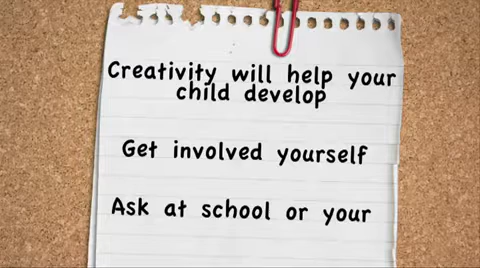 Creativity will help your
child develop
Get involved yourself
Ask at school or your